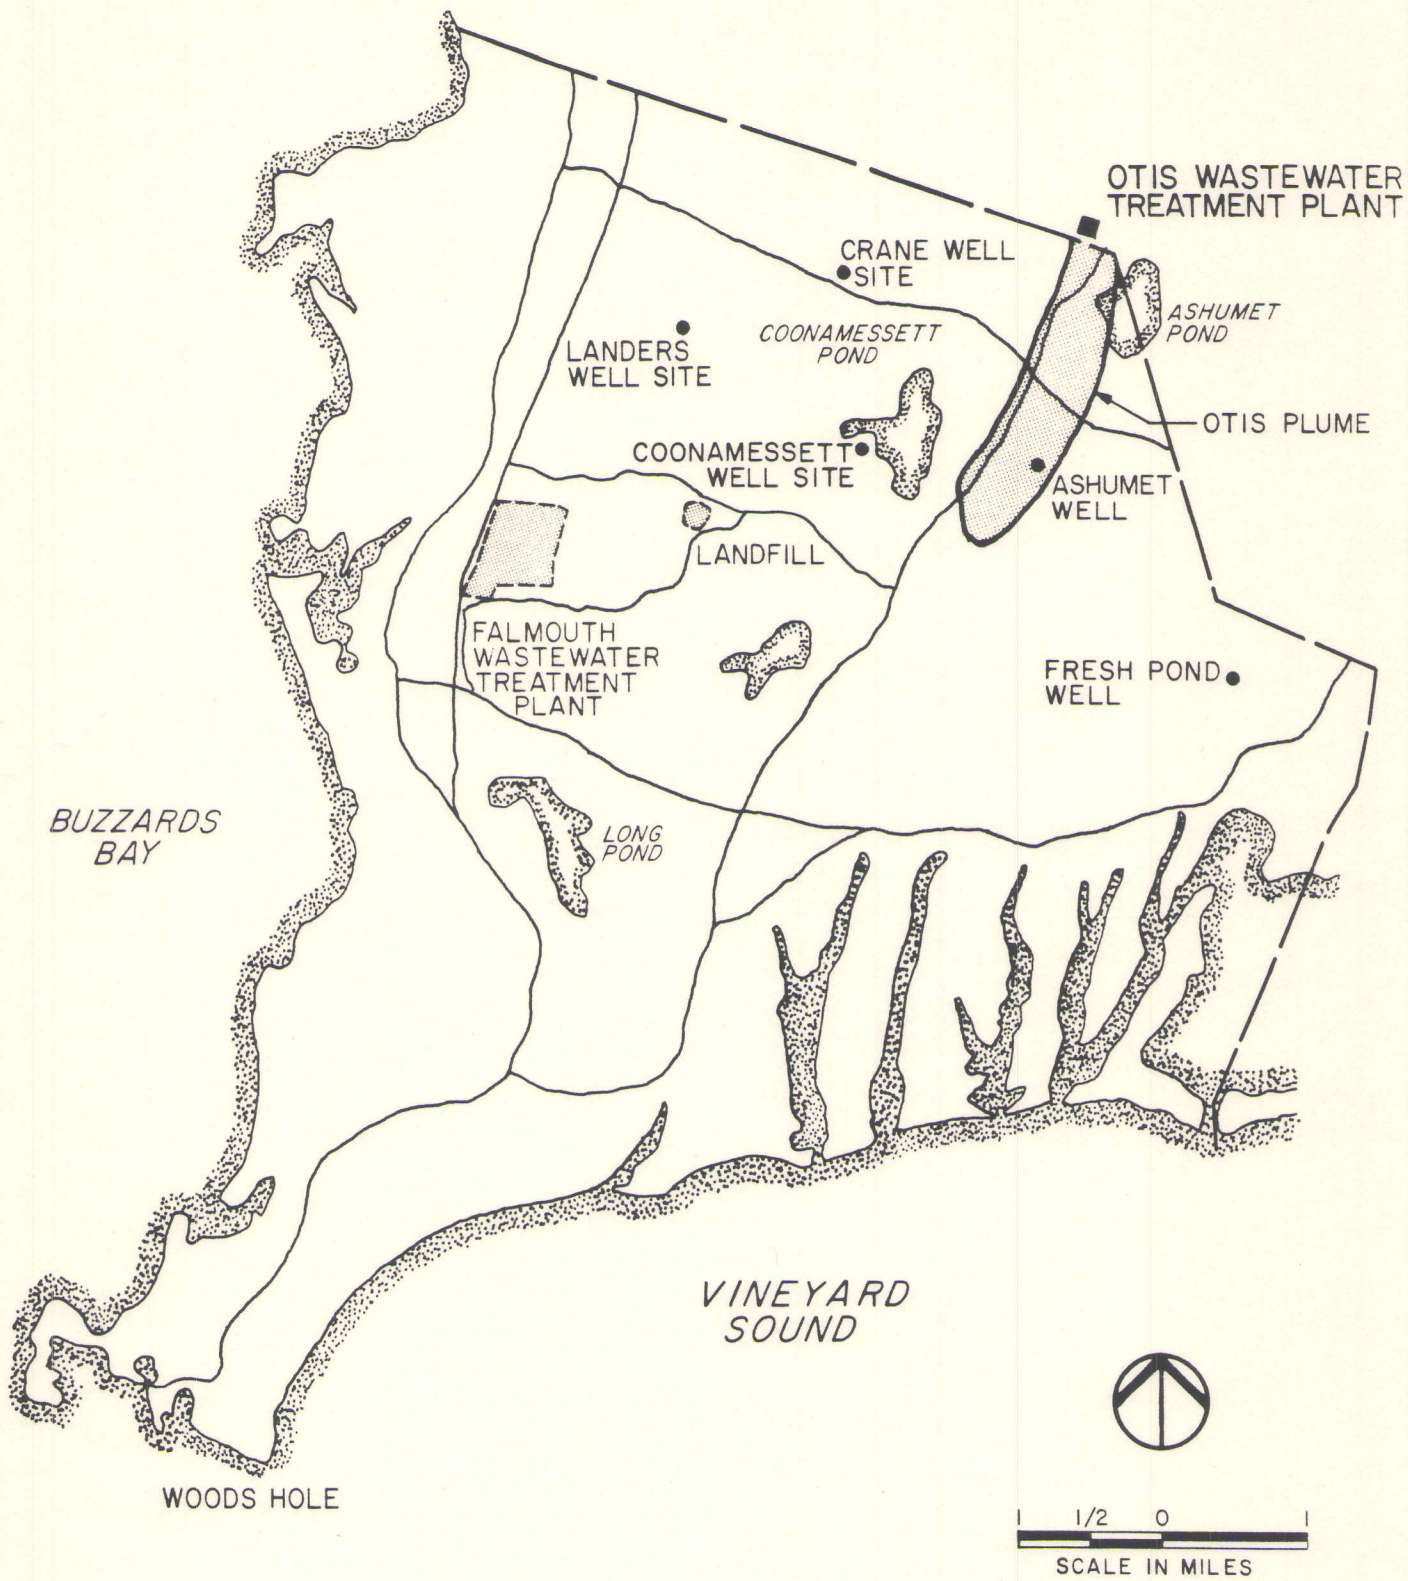 OTIS WASTEWATER
TREATMENT PLANT
CRANE WELL
SITE
ASHUMET
POND
COONAMESSETT
POND
LANDERS
WELL SITE
OTIS PLUME
COONAMESSETT
WELL SITE
ASHUMET
WELL
LANDFILL
FALMOUTH
WASTEWATER
TREATMENT
PLANT
FRESH POND
WELL
BUZZARDS
BAY
LONG
POND
VINEYARD
SOUND
WOODS HOLE
1 1/2 0 1
SCALE IN MILES